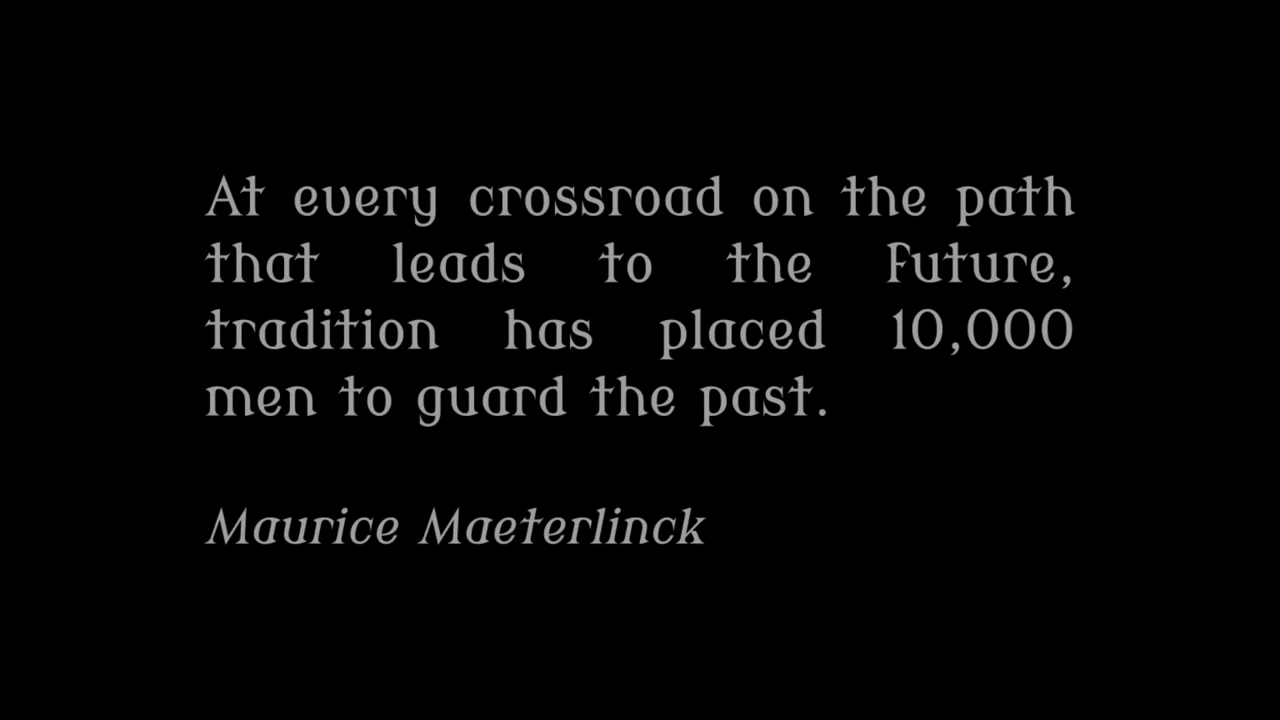 At every crossroad on the path
that leads to the future,
tradition has placed 10,000
men to guard the past.
Maurice Maeterlinck